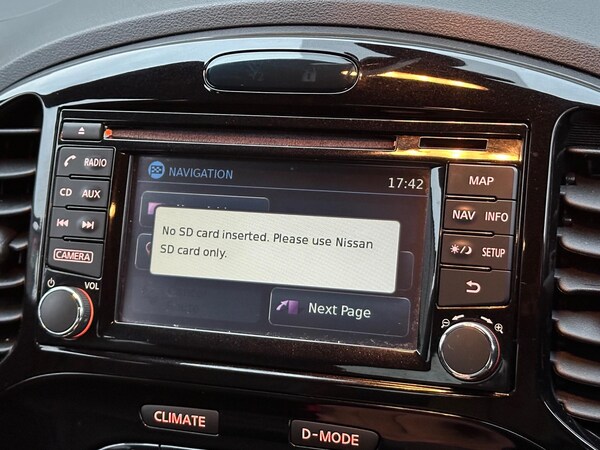 RADIO
CD AUX
CAMERA
VOL
NAVIGATION
17:42
No SD card inserted. Please use Nissan
SD card only.
Next Page
MAP
NAV INFO
SETUP
CLIMATE
D-MODE